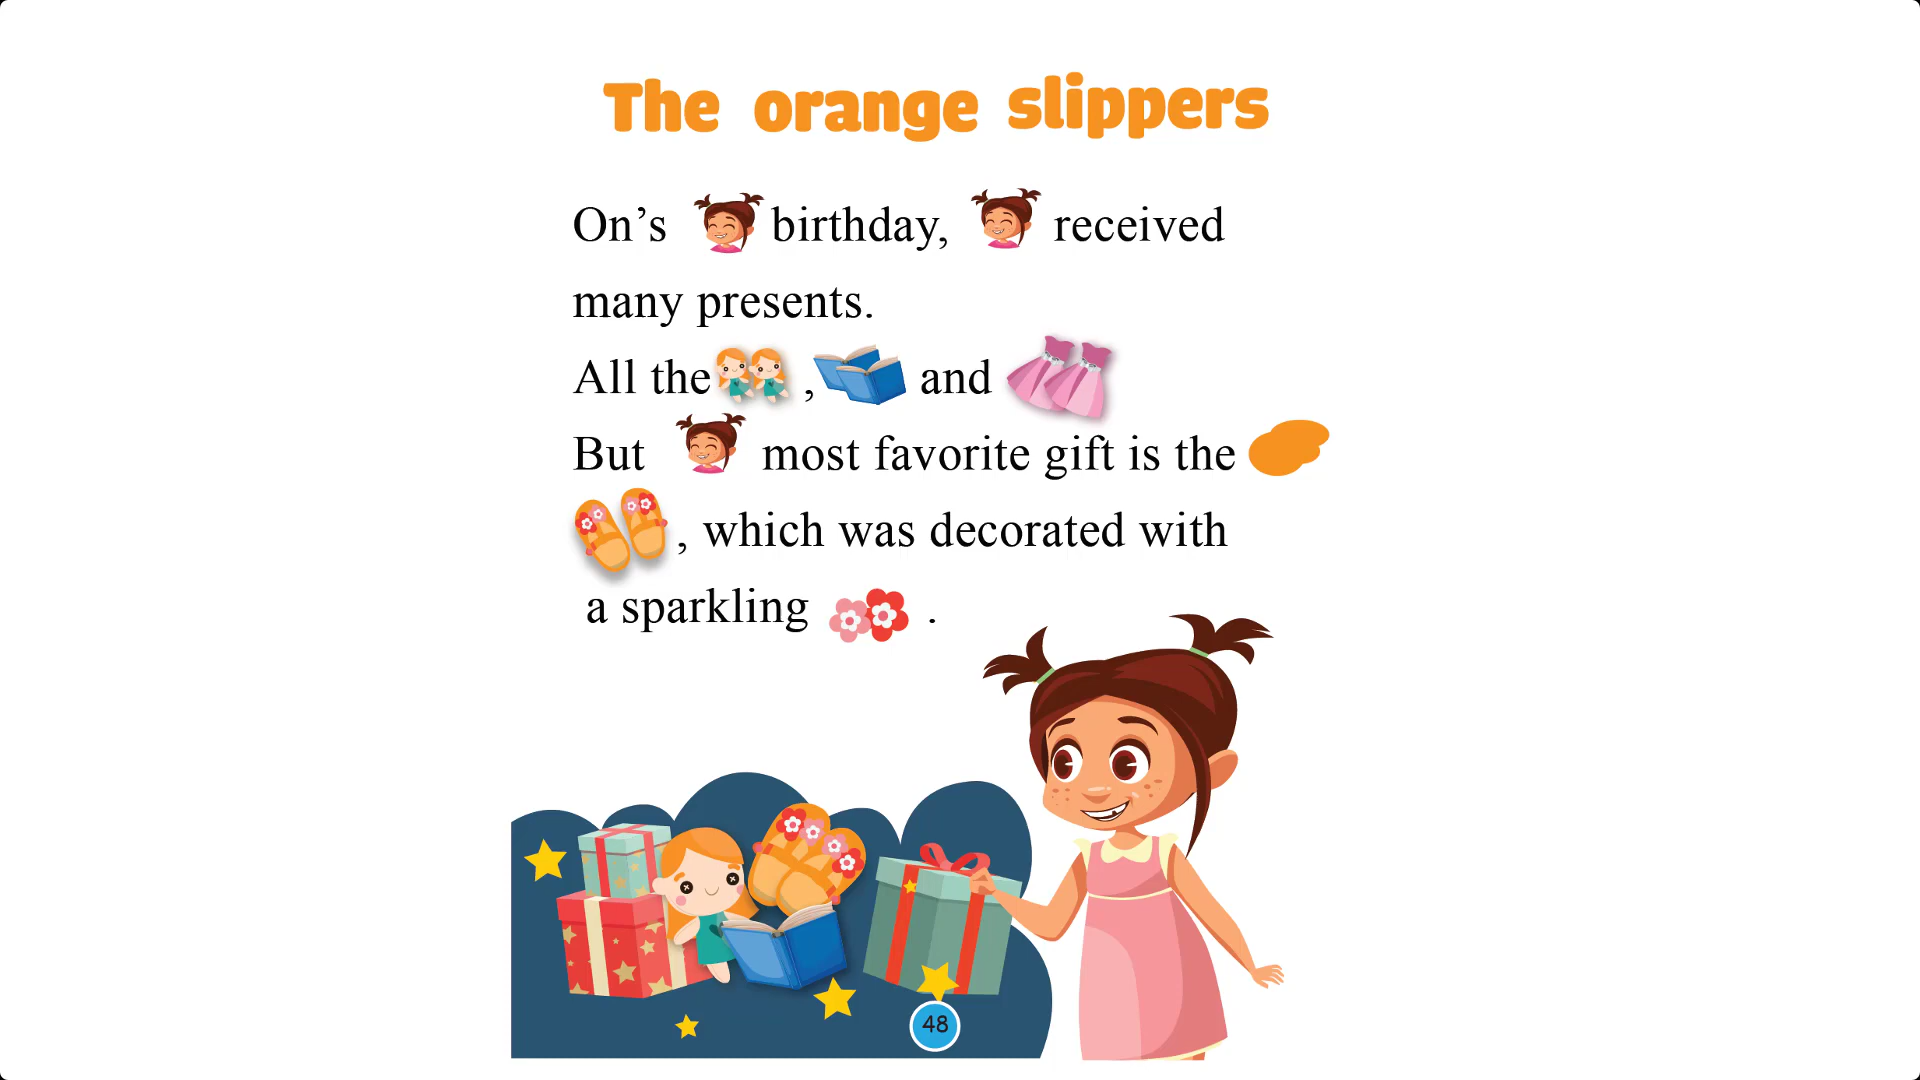 The orange slippers
On’s birthday, received
many presents.
All the , and
But most favorite gift is the
, which was decorated with
a sparkling .
48